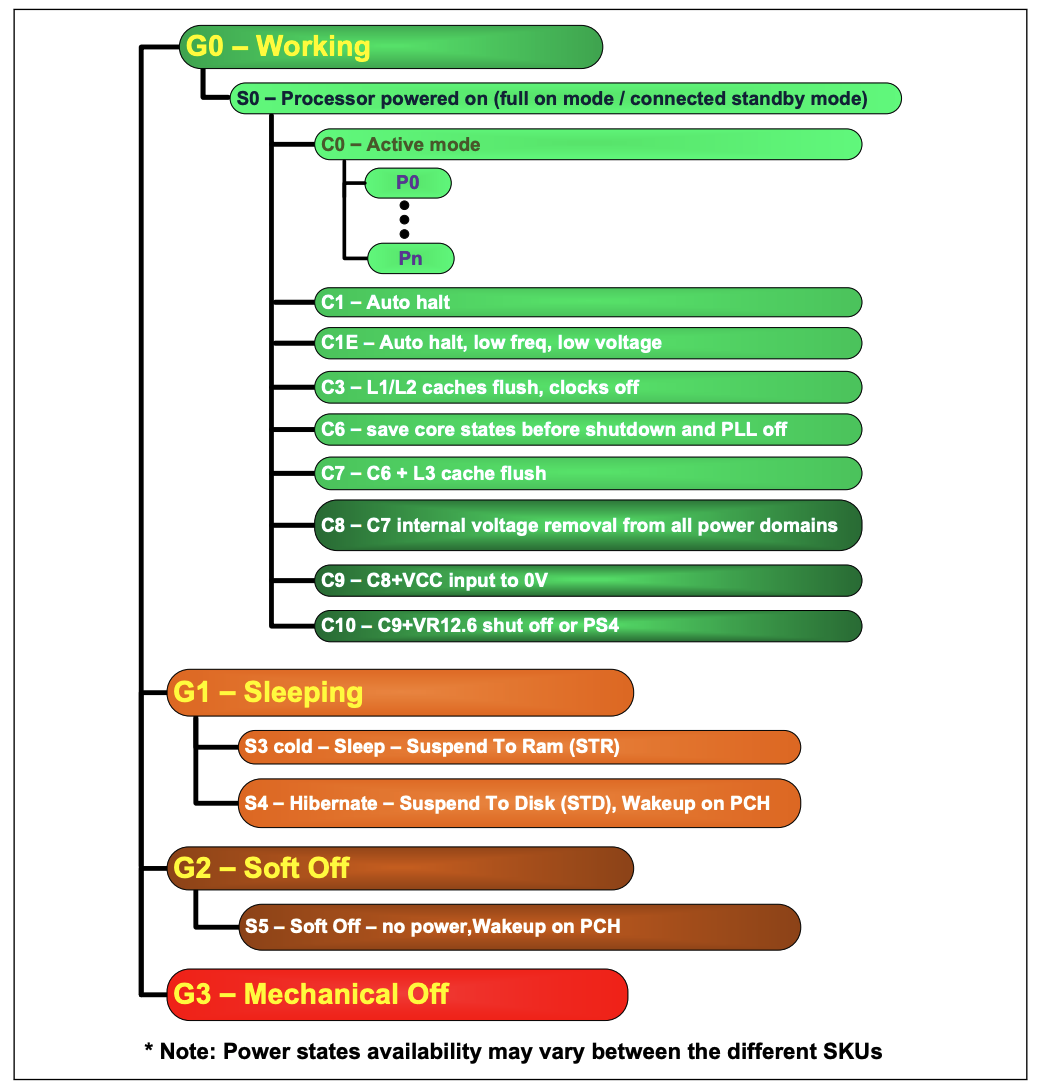 G0 – Working
S0 – Processor powered on (full on mode / connected standby mode)
C0 – Active mode
P0
Pn
C1 – Auto halt
C1E – Auto halt, low freq, low voltage
C3 – L1/L2 caches flush, clocks off
C6 – save core states before shutdown and PLL off
C7 – C6 + L3 cache flush
C8 – C7 internal voltage removal from all power domains
C9 – C8+VCC input to 0V
C10 – C9+VR12.6 shut off or PS4
G1 – Sleeping
S3 cold – Sleep – Suspend To Ram (STR)
S4 – Hibernate – Suspend To Disk (STD), Wakeup on PCH
G2 – Soft Off
S5 – Soft Off – no power,Wakeup on PCH
G3 – Mechanical Off
* Note: Power states availability may vary between the different SKUs